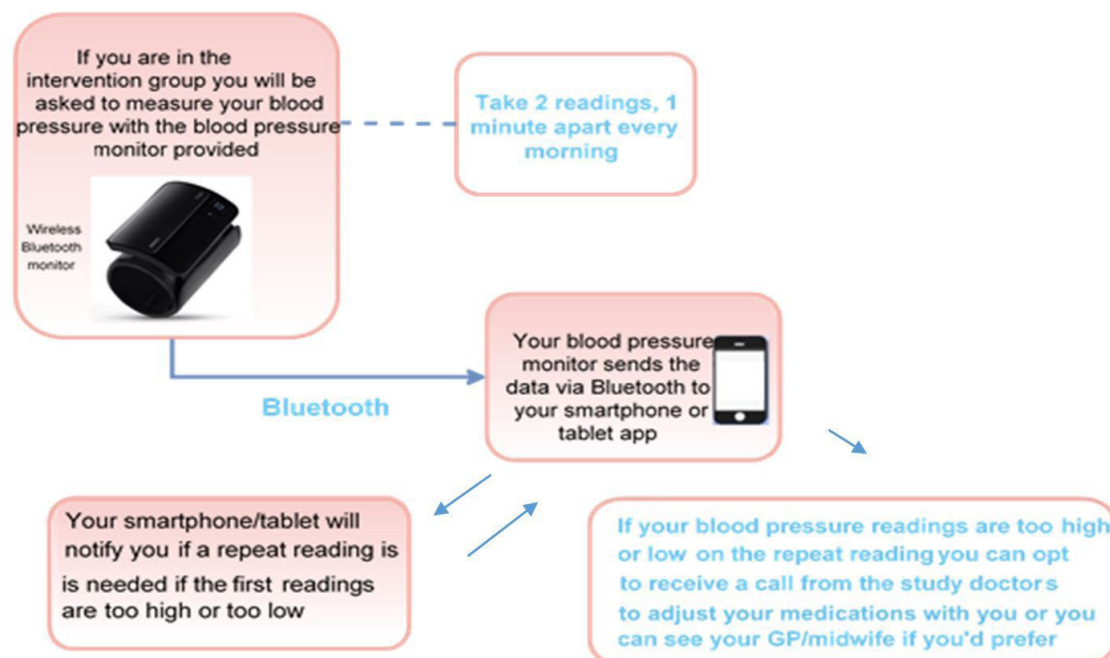 If you are in the
intervention group you will be
asked to measure your blood
pressure with the blood pressure
monitor provided
Wireless
Bluetooth
monitor
Take 2 readings, 1
minute apart every
morning
Bluetooth
Your blood pressure
monitor sends the
data via Bluetooth to
your smartphone or
tablet app
Your smartphone/tablet will
notify you if a repeat reading is
is needed if the first readings
are too high or too low
If your blood pressure readings are too high
or low on the repeat reading you can opt
to receive a call from the study doctors
to adjust your medications with you or you
can see your GP/midwife if you'd prefer